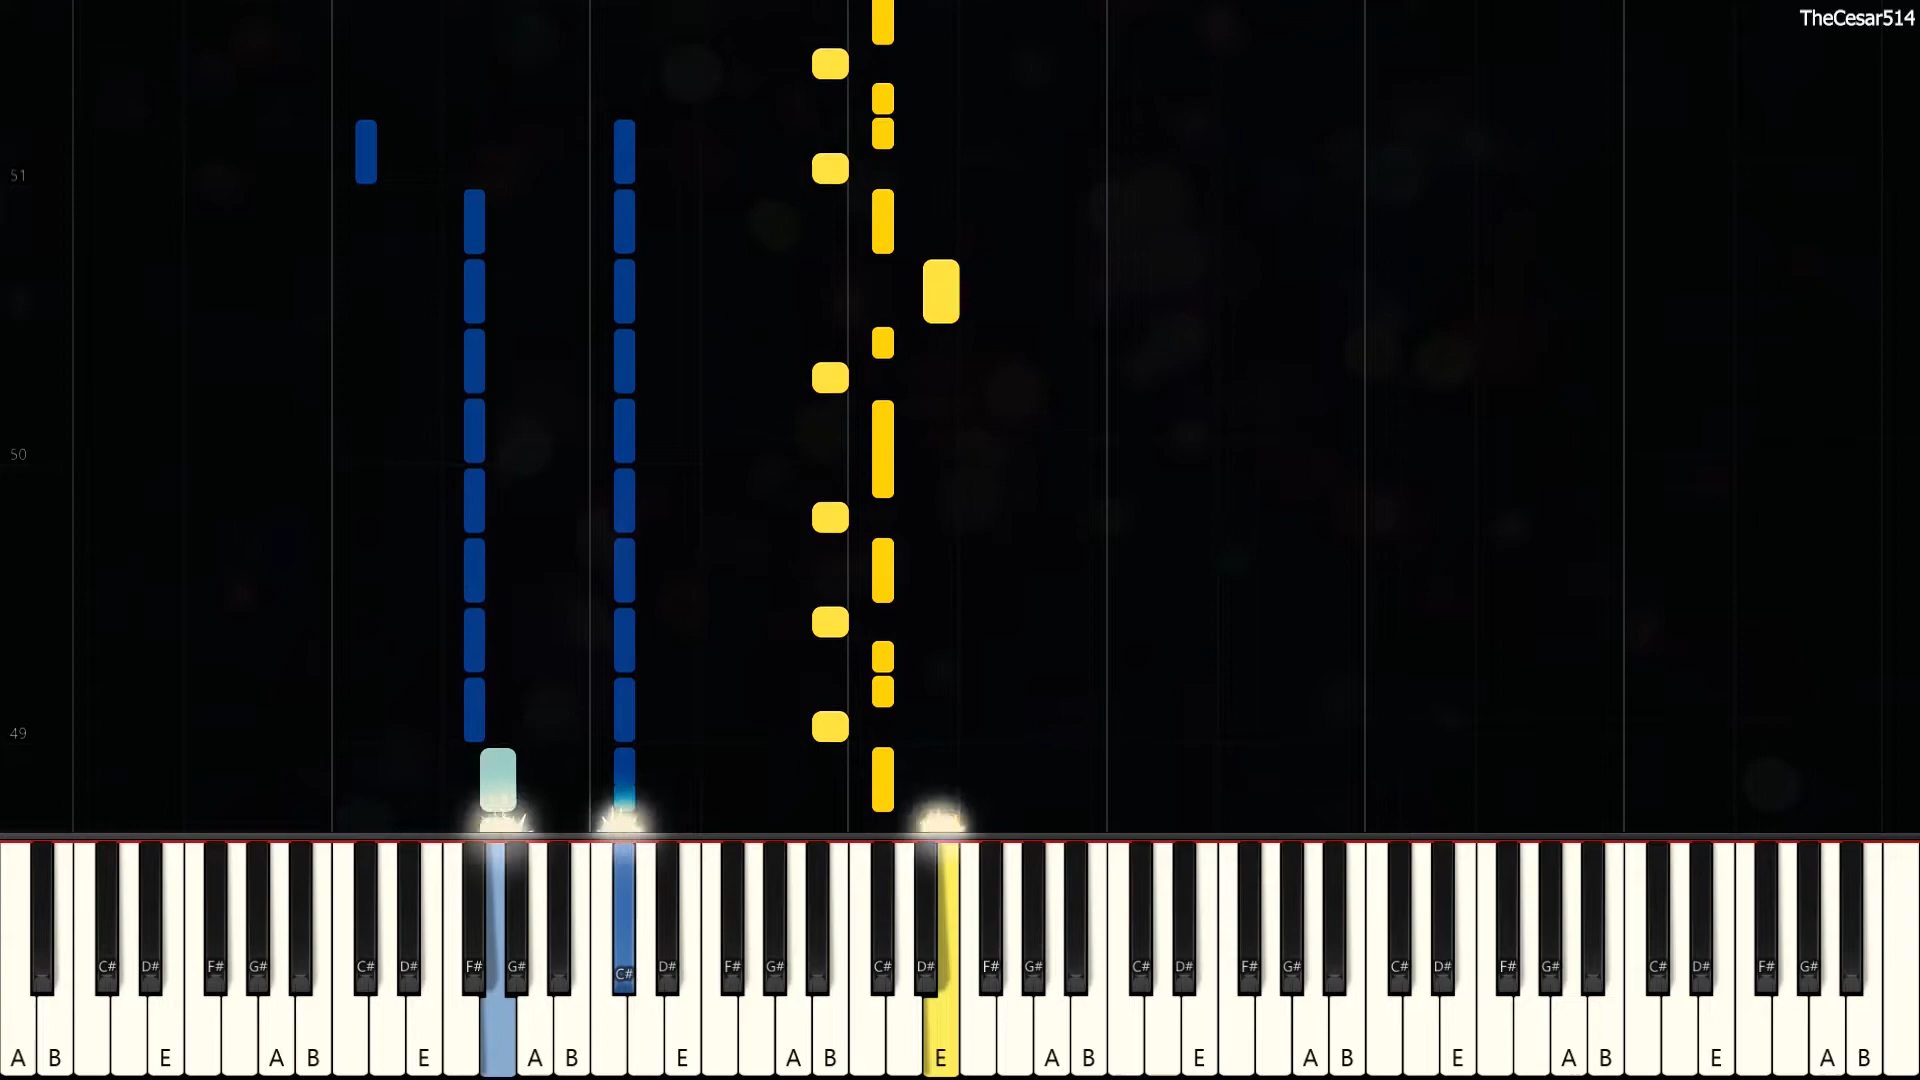 TheCesar514
51
50
49
C# D# F# G# C# D# F# G# C# D# F# G# C# D# F# G# C# D# F# G# C# D# F# G# C# D# F# G#
A B E A B E A B E A B E A B E A B E A B E A B